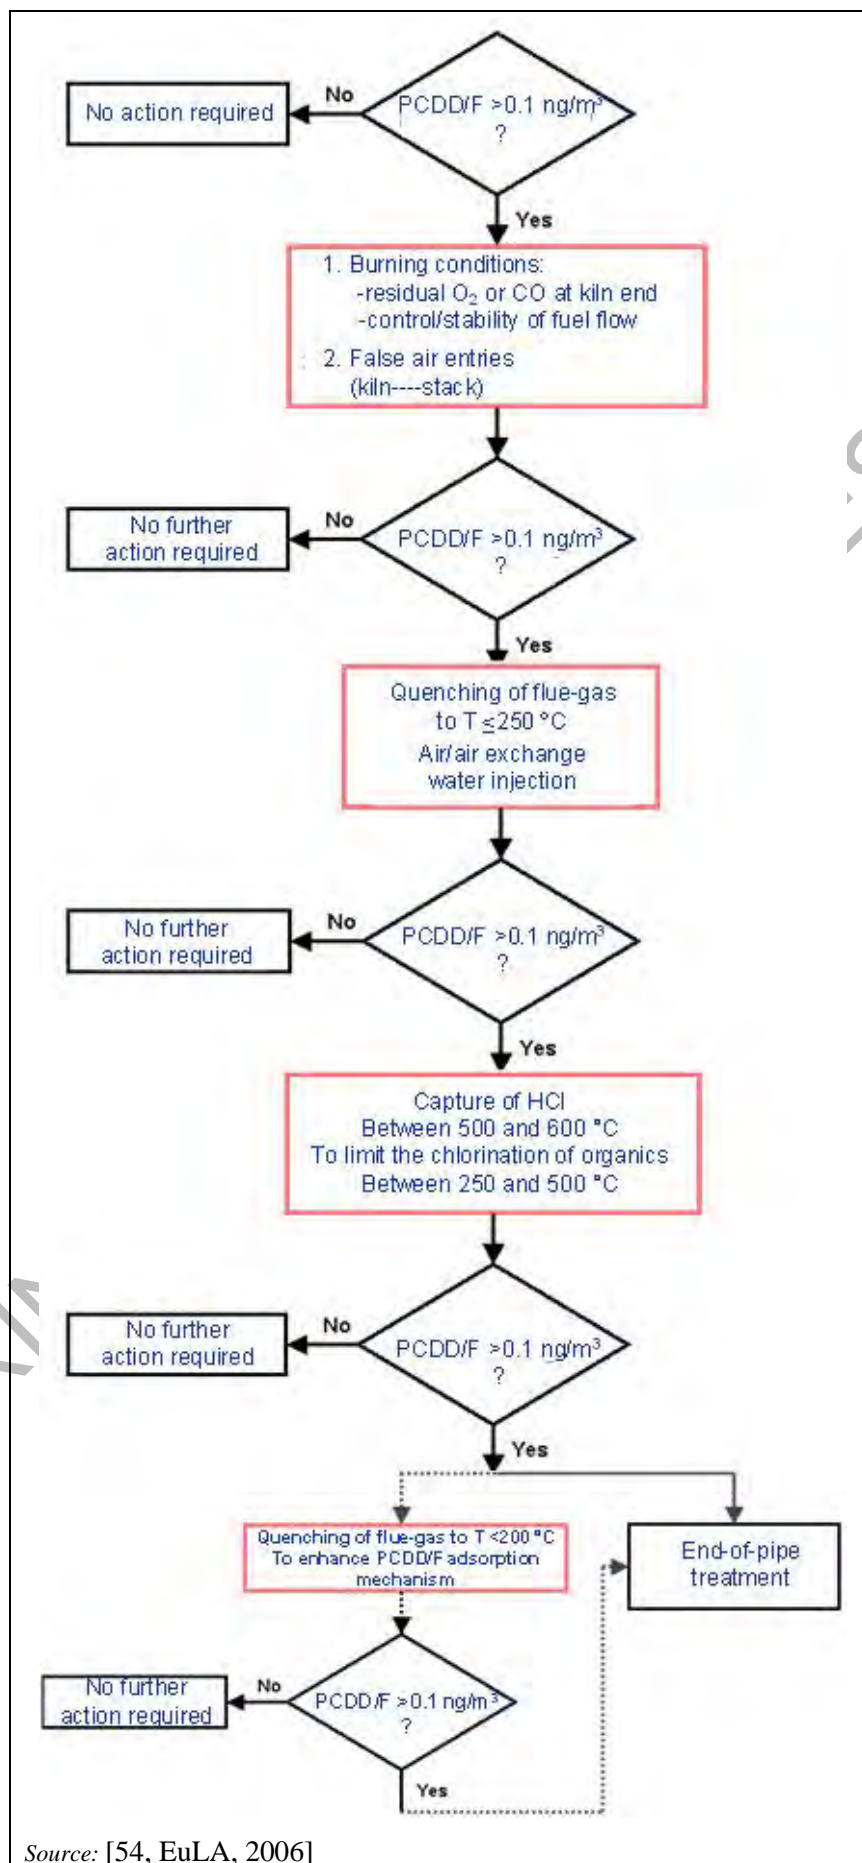 PCDD/F >0.1 ng/m³
?
No
No action required
Yes
1. Burning conditions:
-residual O₂ or CO at kiln end
-control/stability of fuel flow
2. False air entries
(kiln----stack)
PCDD/F >0.1 ng/m³
?
No
No further
action required
Yes
Quenching of flue-gas
to T ≤250 °C
Air/air exchange
water injection
PCDD/F >0.1 ng/m³
?
No
No further
action required
Yes
Capture of HCl
Between 500 and 600 °C
To limit the chlorination of organics
Between 250 and 500 °C
PCDD/F >0.1 ng/m³
?
No
No further
action required
Yes
Quenching of flue-gas to T <200 °C
To enhance PCDD/F adsorption
mechanism
End-of-pipe
treatment
PCDD/F >0.1 ng/m³
?
No
No further
action required
Yes
Source: [54, EuLA, 2006]